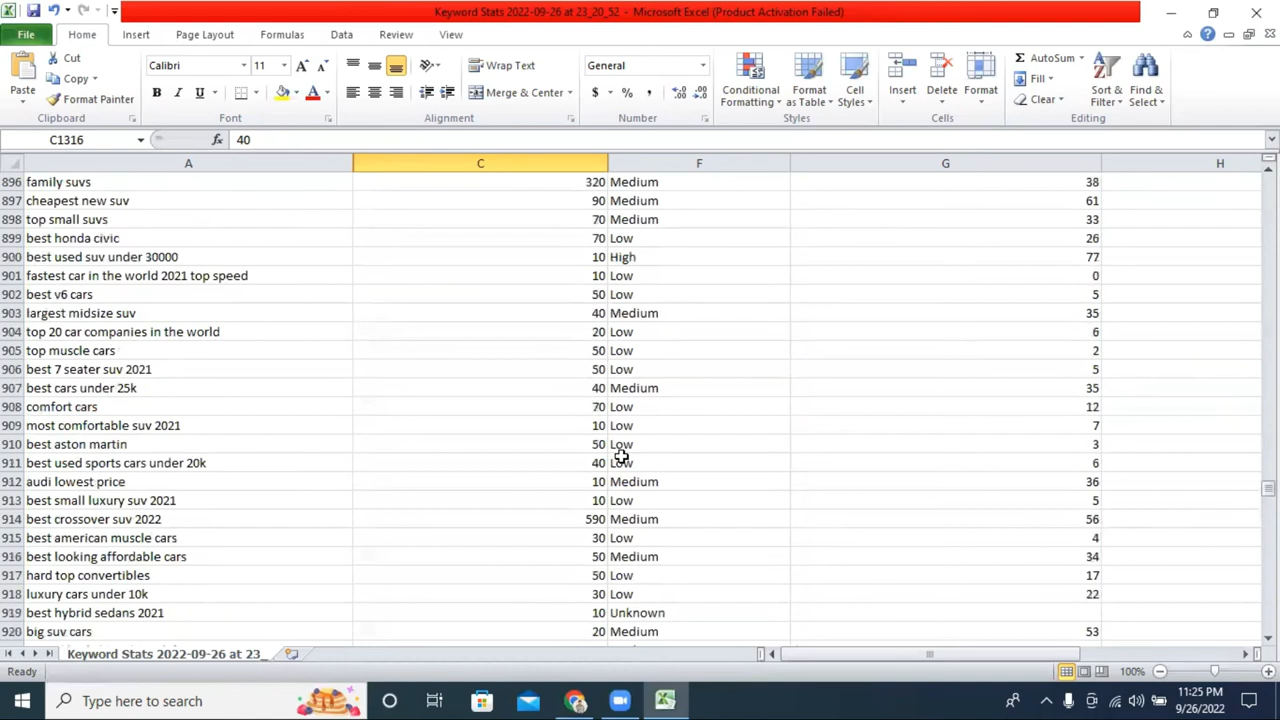 Keyword Stats 2022-09-26 at 23_20_52 - Microsoft Excel (Product Activation Failed)
File Home Insert Page Layout Formulas Data Review View
Paste Cut Copy Format Painter Clipboard
Calibri 11 A A B I U A Font
Wrap Text Merge & Center Alignment
General $ % , Number
Conditional Formatting Format as Table Cell Styles Styles
Insert Delete Format Cells
Σ AutoSum Fill Clear Sort & Filter Find & Select Editing
C1316 fx 40
A C F G H
896 family suvs 320 Medium 38
897 cheapest new suv 90 Medium 61
898 top small suvs 70 Medium 33
899 best honda civic 70 Low 26
900 best used suv under 30000 10 High 77
901 fastest car in the world 2021 top speed 10 Low 0
902 best v6 cars 50 Low 5
903 largest midsize suv 40 Medium 35
904 top 20 car companies in the world 20 Low 6
905 top muscle cars 50 Low 2
906 best 7 seater suv 2021 50 Low 5
907 best cars under 25k 40 Medium 35
908 comfort cars 70 Low 12
909 most comfortable suv 2021 10 Low 7
910 best aston martin 50 Low 3
911 best used sports cars under 20k 40 Low 6
912 audi lowest price 10 Medium 36
913 best small luxury suv 2021 10 Low 5
914 best crossover suv 2022 590 Medium 56
915 best american muscle cars 30 Low 4
916 best looking affordable cars 50 Medium 34
917 hard top convertibles 50 Low 17
918 luxury cars under 10k 30 Low 22
919 best hybrid sedans 2021 10 Unknown
920 big suv cars 20 Medium 53
Keyword Stats 2022-09-26 at 23_
Ready 100%
Type here to search
11:25 PM
9/26/2022